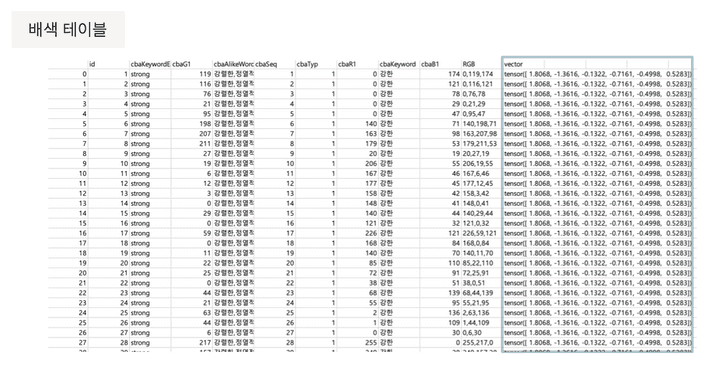 배색 테이블
id cbaKeywordE cbaG1 cbaAlikeWorc cbaSeq cbaTyp cbaR1 cbaKeyword cbaB1 RGB vector
0 1 strong 119 강렬한,정열적 1 1 0 강한 174 0,119,174 tensor([ 1.8068, -1.3616, -0.1322, -0.7161, -0.4998, 0.5283])
1 2 strong 116 강렬한,정열적 2 1 0 강한 121 0,116,121 tensor([ 1.8068, -1.3616, -0.1322, -0.7161, -0.4998, 0.5283])
2 3 strong 76 강렬한,정열적 3 1 0 강한 78 0,76,78 tensor([ 1.8068, -1.3616, -0.1322, -0.7161, -0.4998, 0.5283])
3 4 strong 21 강렬한,정열적 4 1 0 강한 29 0,21,29 tensor([ 1.8068, -1.3616, -0.1322, -0.7161, -0.4998, 0.5283])
4 5 strong 95 강렬한,정열적 5 1 0 강한 47 0,95,47 tensor([ 1.8068, -1.3616, -0.1322, -0.7161, -0.4998, 0.5283])
5 6 strong 198 강렬한,정열적 6 1 140 강한 71 140,198,71 tensor([ 1.8068, -1.3616, -0.1322, -0.7161, -0.4998, 0.5283])
6 7 strong 207 강렬한,정열적 7 1 163 강한 98 163,207,98 tensor([ 1.8068, -1.3616, -0.1322, -0.7161, -0.4998, 0.5283])
7 8 strong 211 강렬한,정열적 8 1 179 강한 53 179,211,53 tensor([ 1.8068, -1.3616, -0.1322, -0.7161, -0.4998, 0.5283])
8 9 strong 27 강렬한,정열적 9 1 20 강한 19 20,27,19 tensor([ 1.8068, -1.3616, -0.1322, -0.7161, -0.4998, 0.5283])
9 10 strong 19 강렬한,정열적 10 1 206 강한 55 206,19,55 tensor([ 1.8068, -1.3616, -0.1322, -0.7161, -0.4998, 0.5283])
10 11 strong 6 강렬한,정열적 11 1 167 강한 46 167,6,46 tensor([ 1.8068, -1.3616, -0.1322, -0.7161, -0.4998, 0.5283])
11 12 strong 12 강렬한,정열적 12 1 177 강한 45 177,12,45 tensor([ 1.8068, -1.3616, -0.1322, -0.7161, -0.4998, 0.5283])
12 13 strong 3 강렬한,정열적 13 1 158 강한 42 158,3,42 tensor([ 1.8068, -1.3616, -0.1322, -0.7161, -0.4998, 0.5283])
13 14 strong 0 강렬한,정열적 14 1 148 강한 41 148,0,41 tensor([ 1.8068, -1.3616, -0.1322, -0.7161, -0.4998, 0.5283])
14 15 strong 29 강렬한,정열적 15 1 140 강한 44 140,29,44 tensor([ 1.8068, -1.3616, -0.1322, -0.7161, -0.4998, 0.5283])
15 16 strong 0 강렬한,정열적 16 1 121 강한 32 121,0,32 tensor([ 1.8068, -1.3616, -0.1322, -0.7161, -0.4998, 0.5283])
16 17 strong 59 강렬한,정열적 17 1 226 강한 121 226,59,121 tensor([ 1.8068, -1.3616, -0.1322, -0.7161, -0.4998, 0.5283])
17 18 strong 0 강렬한,정열적 18 1 168 강한 84 168,0,84 tensor([ 1.8068, -1.3616, -0.1322, -0.7161, -0.4998, 0.5283])
18 19 strong 11 강렬한,정열적 19 1 140 강한 70 140,11,70 tensor([ 1.8068, -1.3616, -0.1322, -0.7161, -0.4998, 0.5283])
19 20 strong 22 강렬한,정열적 20 1 85 강한 110 85,22,110 tensor([ 1.8068, -1.3616, -0.1322, -0.7161, -0.4998, 0.5283])
20 21 strong 25 강렬한,정열적 21 1 72 강한 91 72,25,91 tensor([ 1.8068, -1.3616, -0.1322, -0.7161, -0.4998, 0.5283])
21 22 strong 0 강렬한,정열적 22 1 38 강한 51 38,0,51 tensor([ 1.8068, -1.3616, -0.1322, -0.7161, -0.4998, 0.5283])
22 23 strong 44 강렬한,정열적 23 1 68 강한 139 68,44,139 tensor([ 1.8068, -1.3616, -0.1322, -0.7161, -0.4998, 0.5283])
23 24 strong 21 강렬한,정열적 24 1 55 강한 95 55,21,95 tensor([ 1.8068, -1.3616, -0.1322, -0.7161, -0.4998, 0.5283])
24 25 strong 63 강렬한,정열적 25 1 2 강한 136 2,63,136 tensor([ 1.8068, -1.3616, -0.1322, -0.7161, -0.4998, 0.5283])
25 26 strong 44 강렬한,정열적 26 1 1 강한 109 1,44,109 tensor([ 1.8068, -1.3616, -0.1322, -0.7161, -0.4998, 0.5283])
26 27 strong 6 강렬한,정열적 27 1 0 강한 30 0,6,30 tensor([ 1.8068, -1.3616, -0.1322, -0.7161, -0.4998, 0.5283])
27 28 strong 217 강렬한,정열적 28 1 255 강한 0 255,217,0 tensor([ 1.8068, -1.3616, -0.1322, -0.7161, -0.4998, 0.5283])